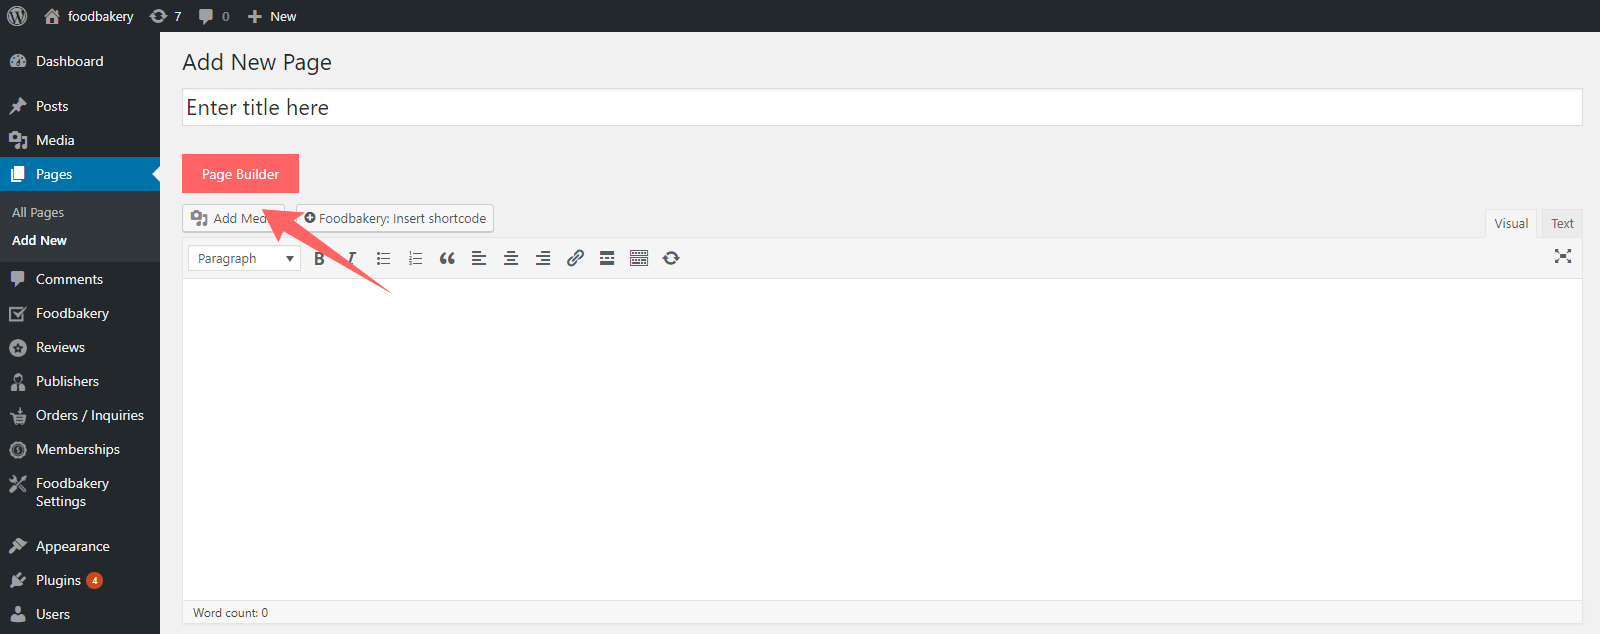 foodbakery 7 0 New
Dashboard
Posts
Media
Pages
All Pages
Add New
Comments
Foodbakery
Reviews
Publishers
Orders / Inquiries
Memberships
Foodbakery
Settings
Appearance
Plugins 4
Users
Add New Page
Enter title here
Page Builder
Add Med
Foodbakery: Insert shortcode
Visual Text
Paragraph B I
Word count: 0